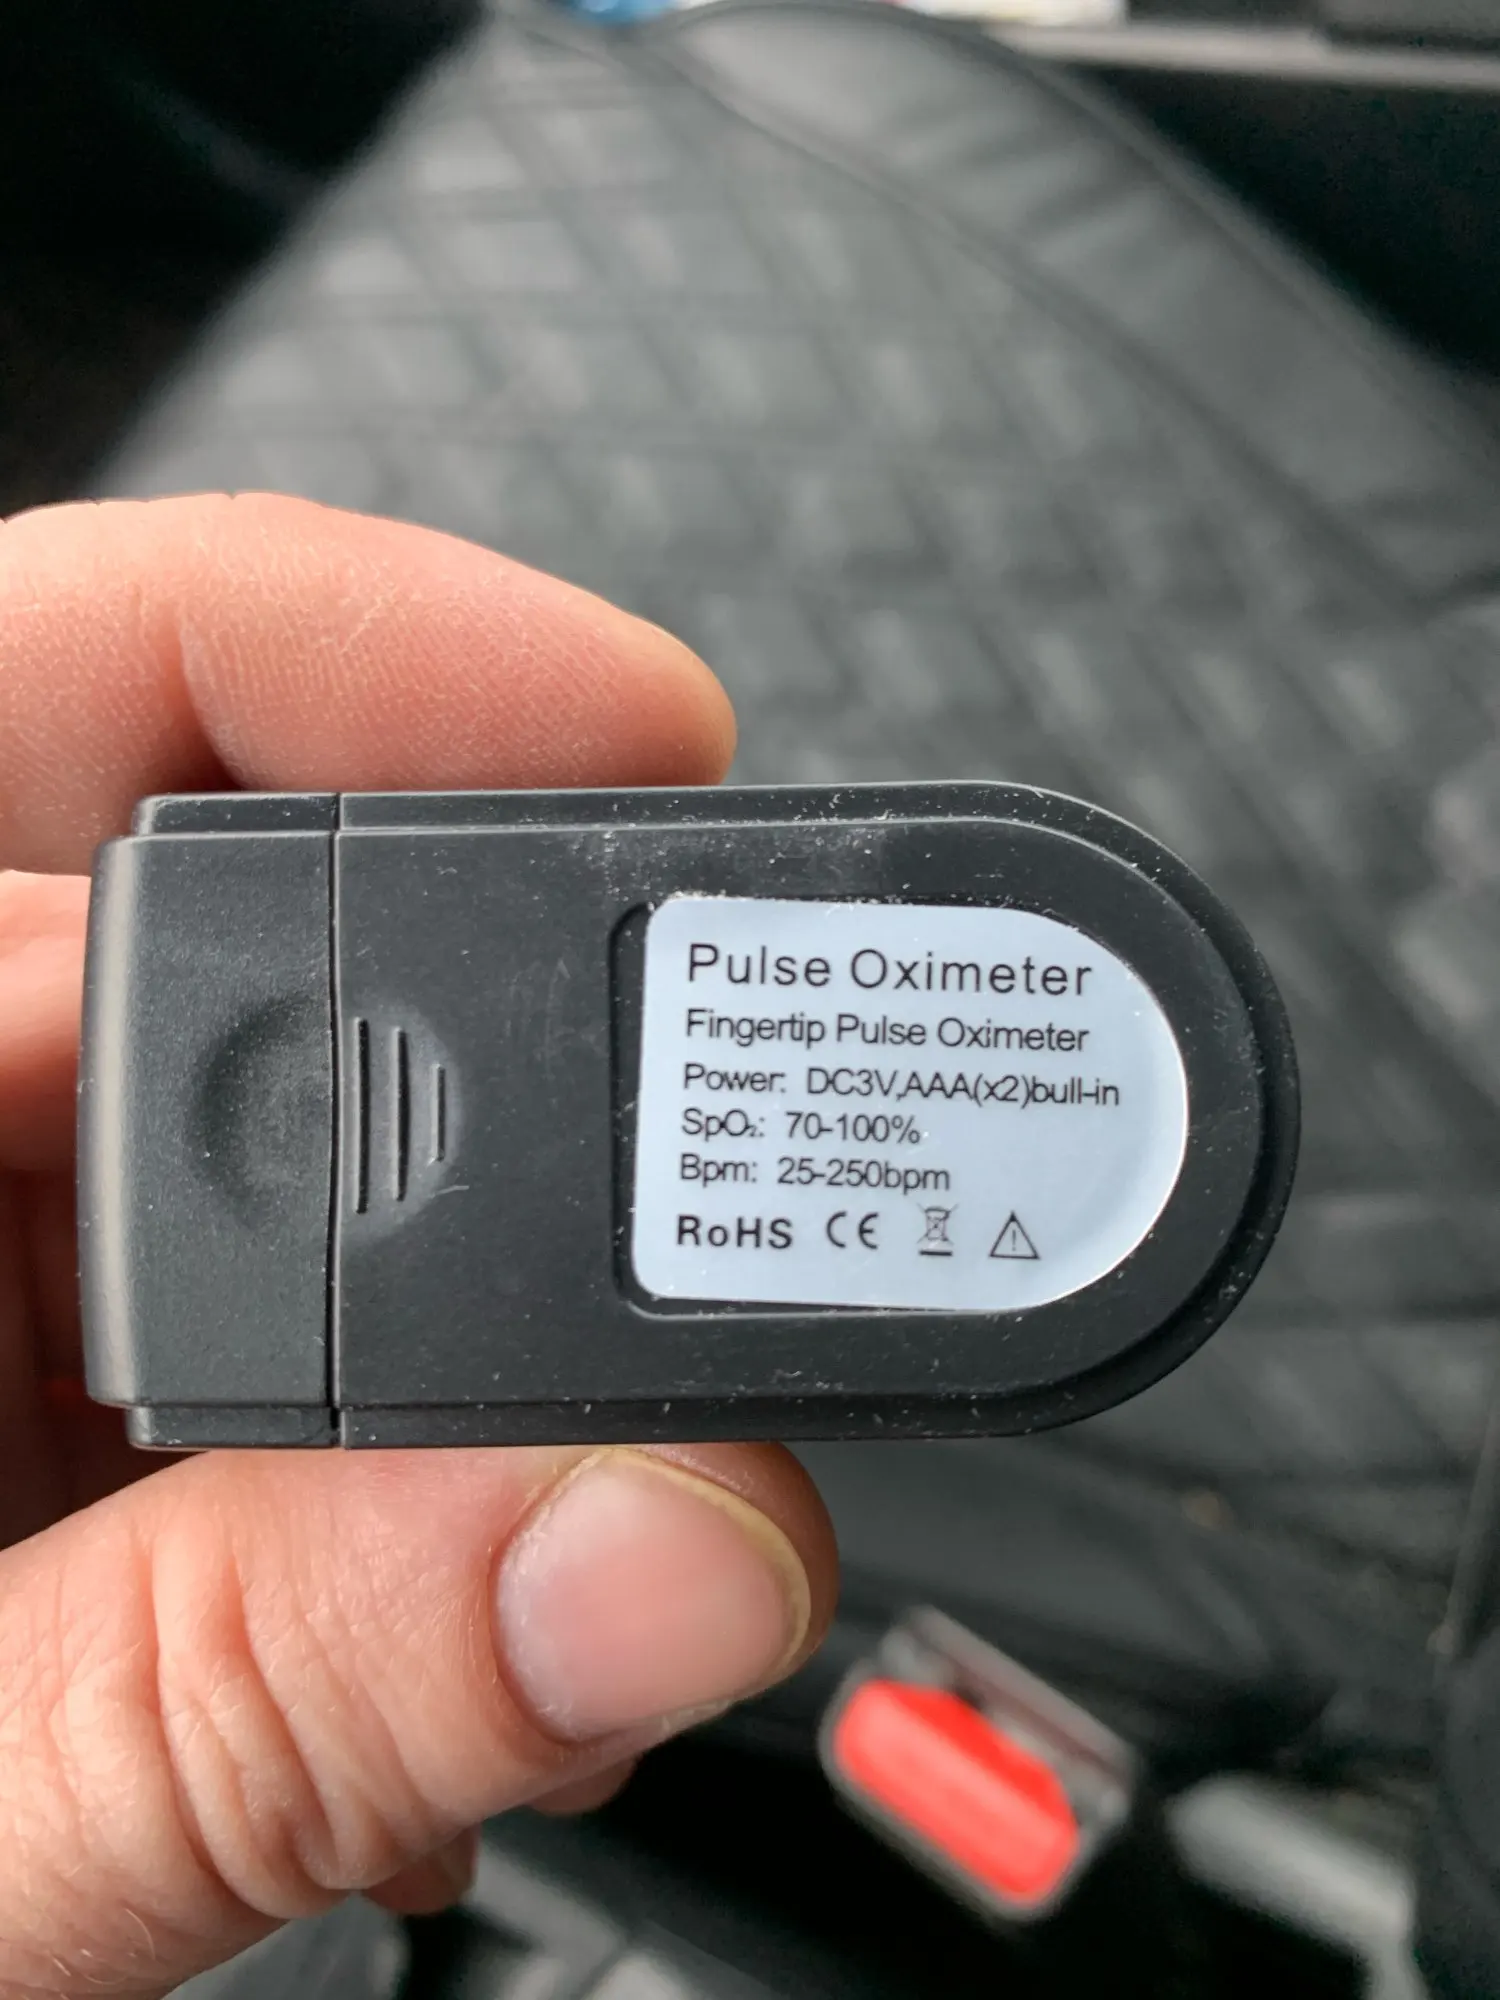 Pulse Oximeter
Fingertip Pulse Oximeter
Power: DC3V,AAA(x2)bull-in
SpO₂: 70-100%
Bpm: 25-250bpm
RoHS CE